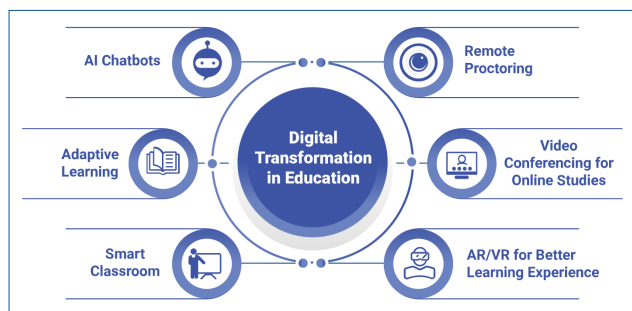 AI Chatbots
Remote
Proctoring
Digital
Transformation
in Education
Adaptive
Learning
Video
Conferencing for
Online Studies
Smart
Classroom
AR/VR for Better
Learning Experience